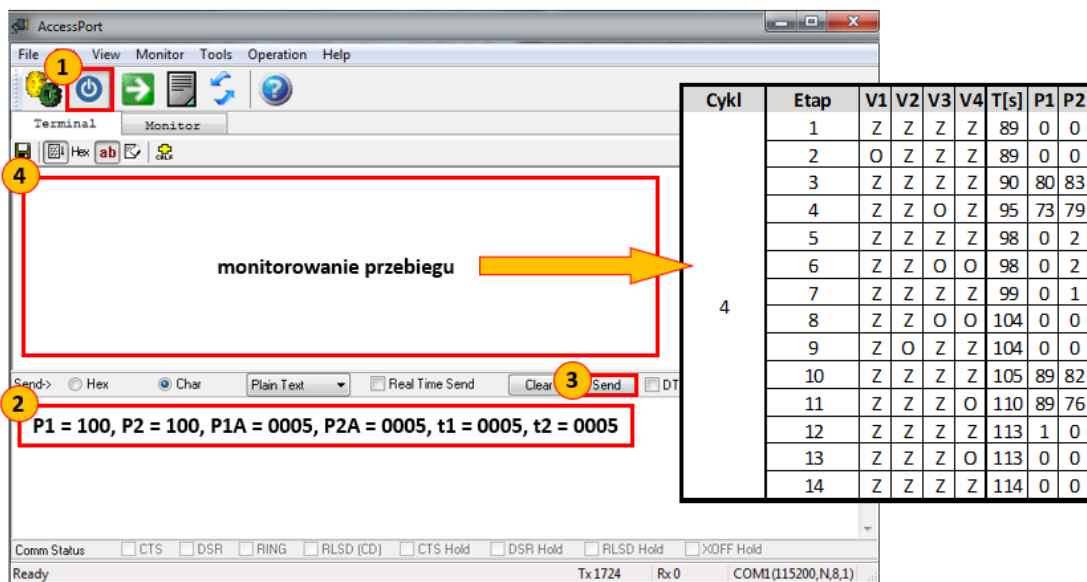 AccessPort
File View Monitor Tools Operation Help
1
Terminal Monitor
Hex ab CRLF
4
monitorowanie przebiegu
Send-> Hex Char Plain Text Real Time Send Clear 3 Send DT
2
P1 = 100, P2 = 100, P1A = 0005, P2A = 0005, t1 = 0005, t2 = 0005
Comm Status CTS DSR RING RLSD (CD) CTS Hold DSR Hold RLSD Hold XOFF Hold
Ready Tx 1724 Rx 0 COM1(115200,N,8,1)
Cykl Etap V1 V2 V3 V4 T[s] P1 P2
1 Z Z Z Z 89 0 0
2 O Z Z Z 89 0 0
3 Z Z Z Z 90 80 83
4 Z Z O Z 95 73 79
5 Z Z Z Z 98 0 2
6 Z Z O O 98 0 2
7 Z Z Z Z 99 0 1
4
8 Z Z O O 104 0 0
9 Z O Z Z 104 0 0
10 Z Z Z Z 105 89 82
11 Z Z Z O 110 89 76
12 Z Z Z Z 113 1 0
13 Z Z Z O 113 0 0
14 Z Z Z Z 114 0 0